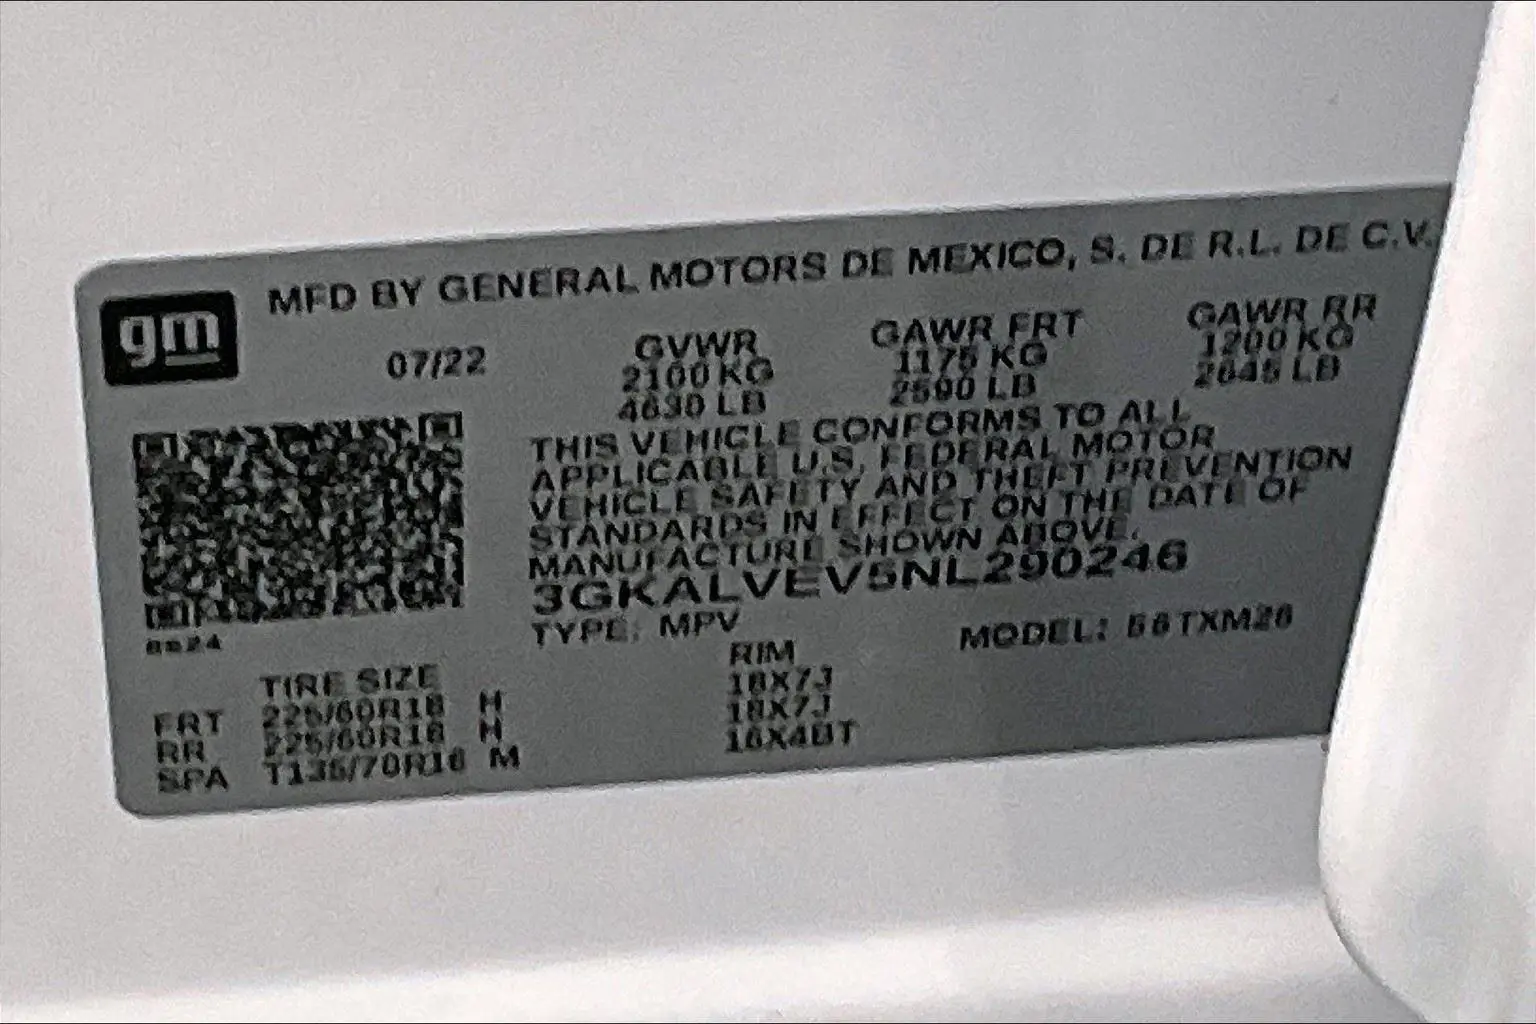 gm
MFD BY GENERAL MOTORS DE MEXICO, S. DE R.L. DE C.V.
07/22
GVWR
2100 KG
4630 LB
GAWR FRT
1175 KG
2590 LB
GAWR RR
1200 KG
2645 LB
THIS VEHICLE CONFORMS TO ALL
APPLICABLE U.S. FEDERAL MOTOR
VEHICLE SAFETY AND THEFT PREVENTION
STANDARDS IN EFFECT ON THE DATE OF
MANUFACTURE SHOWN ABOVE.
3GKALVEV5NL290246
TYPE: MPV
MODEL:
TIRE SIZE RIM
FRT 225/60R18 H 18X7J
RR 225/60R18 H 18X7J
SPA T135/70R16 M 16X4BT